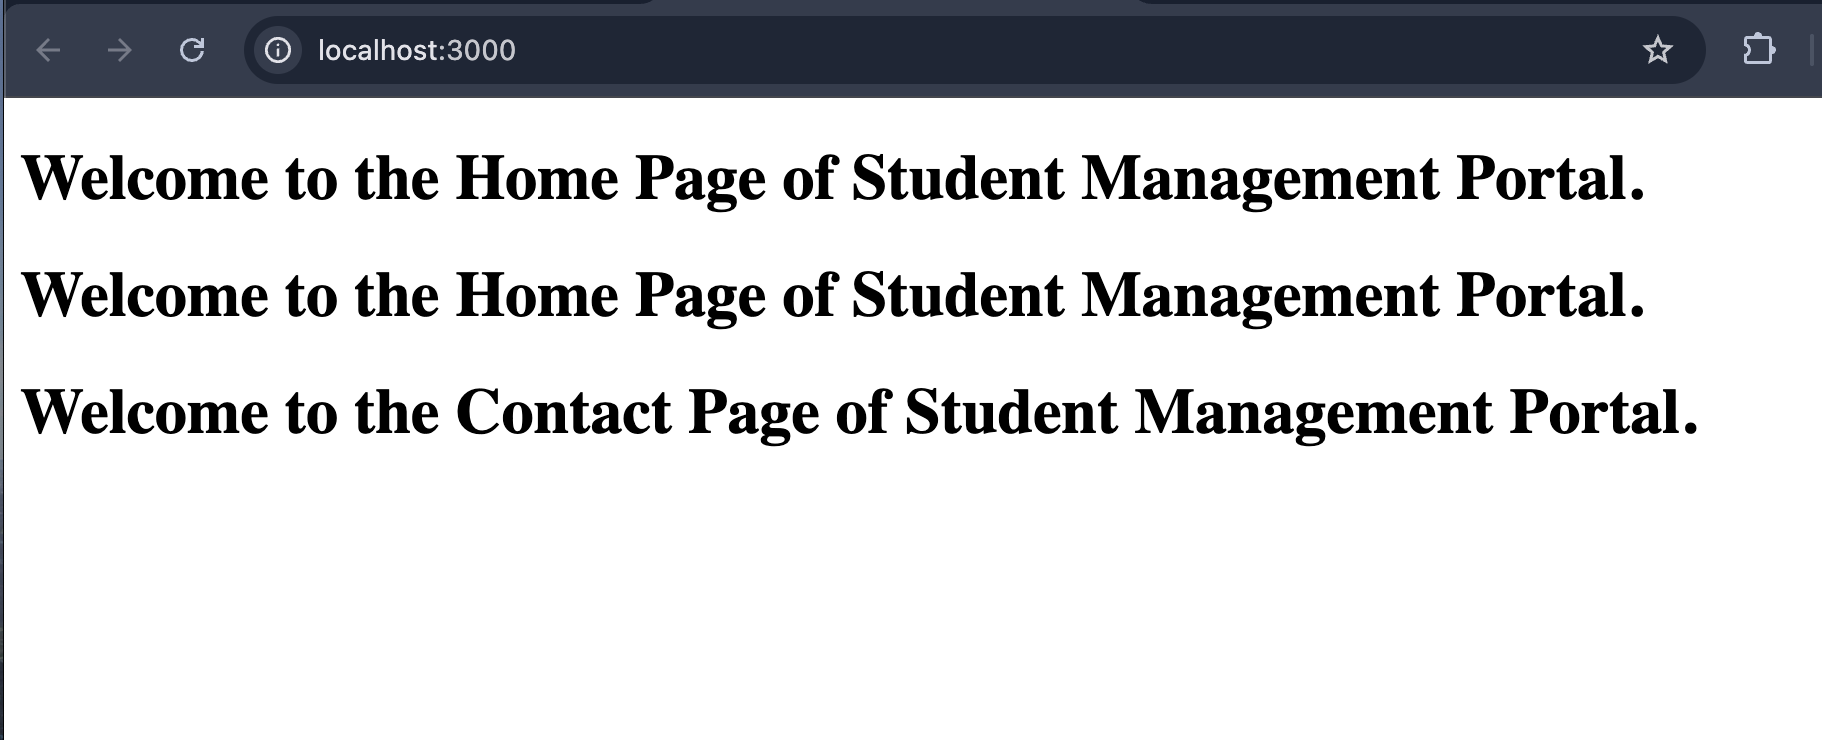 localhost:3000
Welcome to the Home Page of Student Management Portal.
Welcome to the Home Page of Student Management Portal.
Welcome to the Contact Page of Student Management Portal.